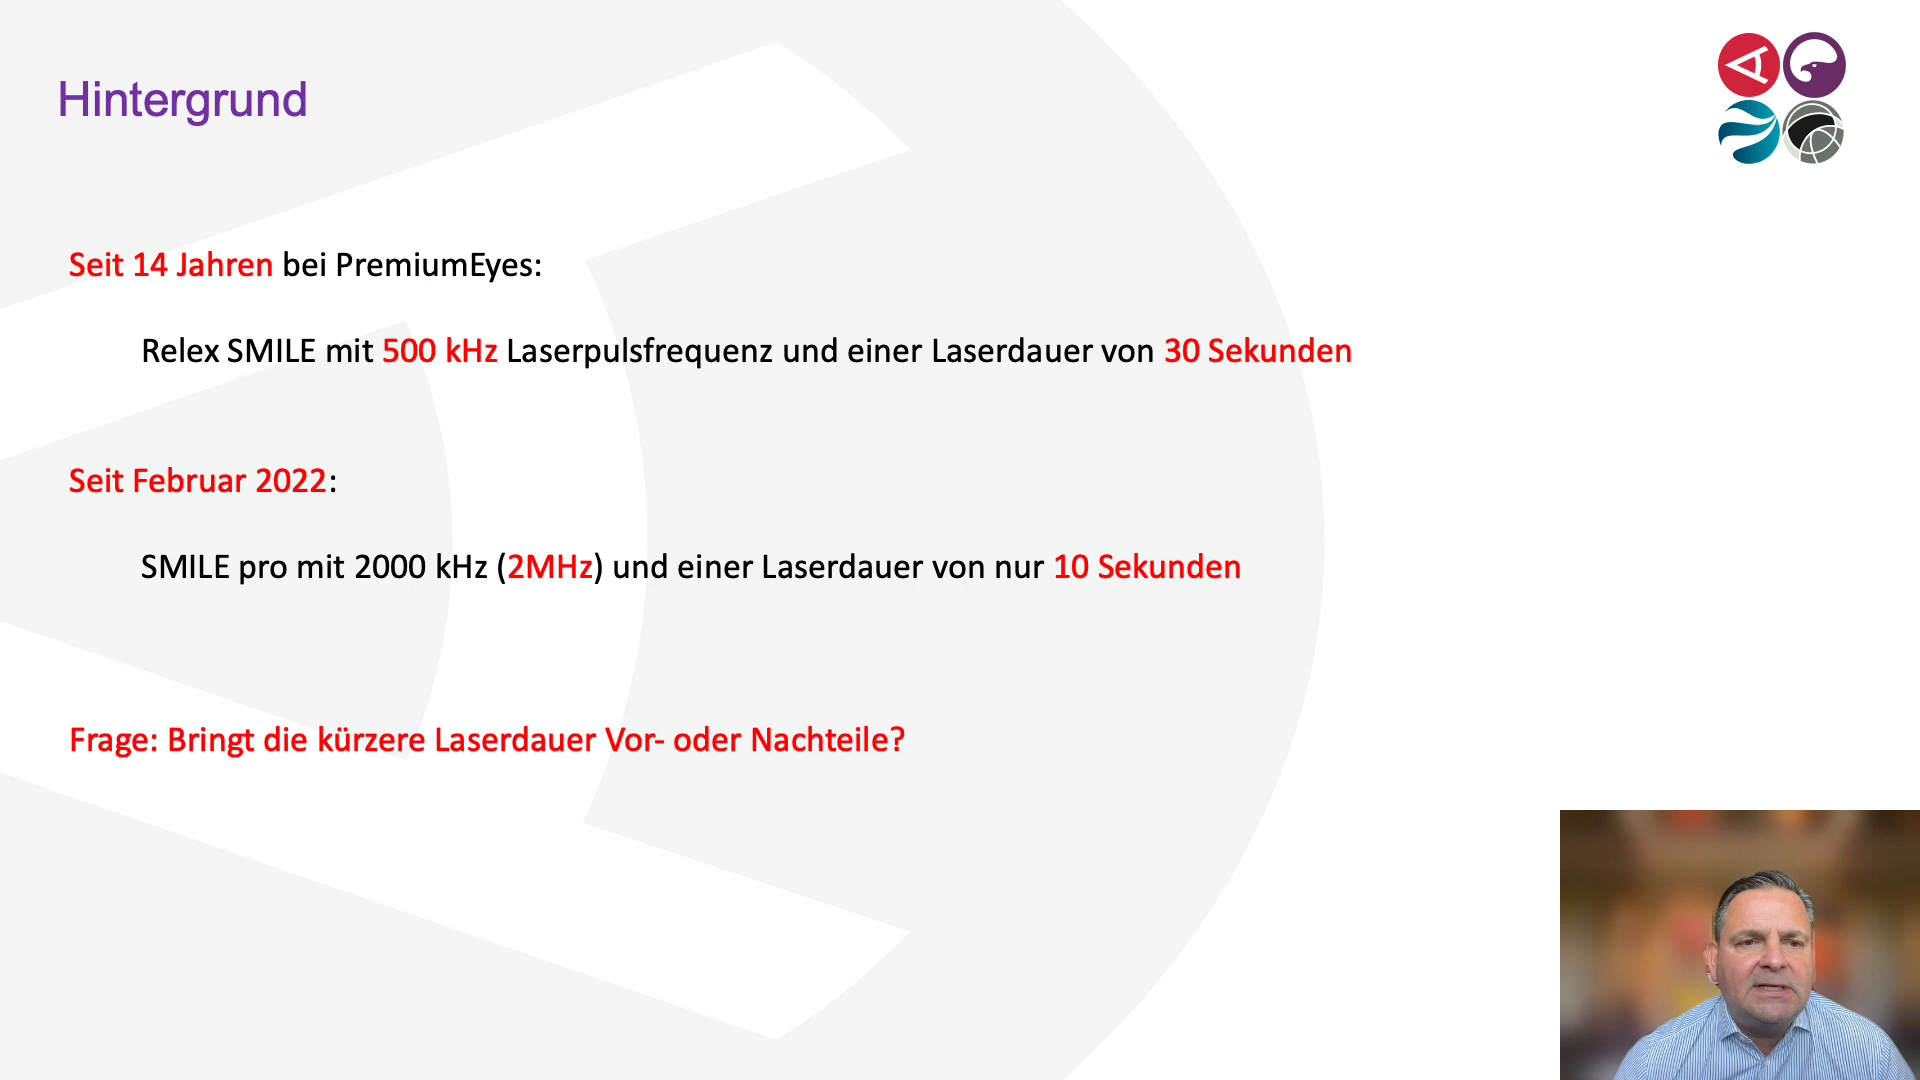 Hintergrund
Seit 14 Jahren bei PremiumEyes:
Relex SMILE mit 500 kHz Laserpulsfrequenz und einer Laserdauer von 30 Sekunden
Seit Februar 2022:
SMILE pro mit 2000 kHz (2MHz) und einer Laserdauer von nur 10 Sekunden
Frage: Bringt die kürzere Laserdauer Vor- oder Nachteile?